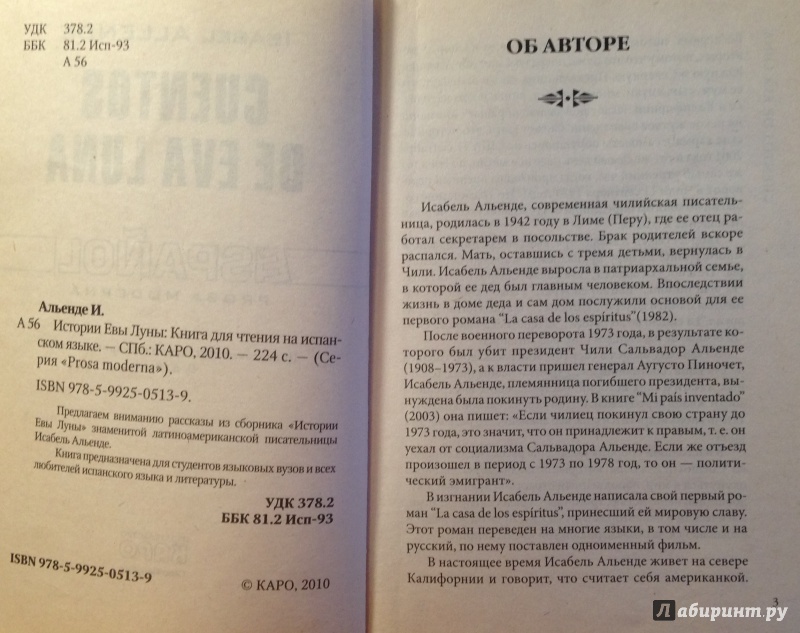 УДК 378.2
ББК 81.2 Исп-93
А 56
CUENTOS
DE EVA LUNA
Альенде И.
А 56 Истории Евы Луны: Книга для чтения на испан-
ском языке. — СПб.: КАРО, 2010. — 224 с. — (Се-
рия «Prosa moderna»).
ISBN 978-5-9925-0513-9.
Предлагаем вниманию рассказы из сборника «Истории
Евы Луны» знаменитой латиноамериканской писательницы
Исабель Альенде.
Книга предназначена для студентов языковых вузов и всех
любителей испанского языка и литературы.
УДК 378.2
ББК 81.2 Исп-93
ISBN 978-5-9925-0513-9
© КАРО, 2010
ОБ АВТОРЕ
Исабель Альенде, современная чилийская писатель-
ница, родилась в 1942 году в Лиме (Перу), где ее отец ра-
ботал секретарем в посольстве. Брак родителей вскоре
распался. Мать, оставшись с тремя детьми, вернулась в
Чили. Исабель Альенде выросла в патриархальной семье,
в которой ее дед был главным человеком. Впоследствии
жизнь в доме деда и сам дом послужили основой для ее
первого романа “La casa de los espíritus”(1982).
После военного переворота 1973 года, в результате ко-
торого был убит президент Чили Сальвадор Альенде
(1908–1973), а к власти пришел генерал Аугусто Пиночет,
Исабель Альенде, племянница погибшего президента, вы-
нуждена была покинуть родину. В книге “Mi país inventado”
(2003) она пишет: «Если чилиец покинул свою страну до
1973 года, это значит, что он принадлежит к правым, т. е. он
уехал от социализма Сальвадора Альенде. Если же отъезд
произошел в период с 1973 по 1978 год, то он — полити-
ческий эмигрант».
В изгнании Исабель Альенде написала свой первый ро-
ман “La casa de los espíritus”, принесший ей мировую славу.
Этот роман переведен на многие языки, в том числе и на
русский, по нему поставлен одноименный фильм.
В настоящее время Исабель Альенде живет на севере
Калифорнии и говорит, что считает себя американкой.
3
Лабиринт.ру